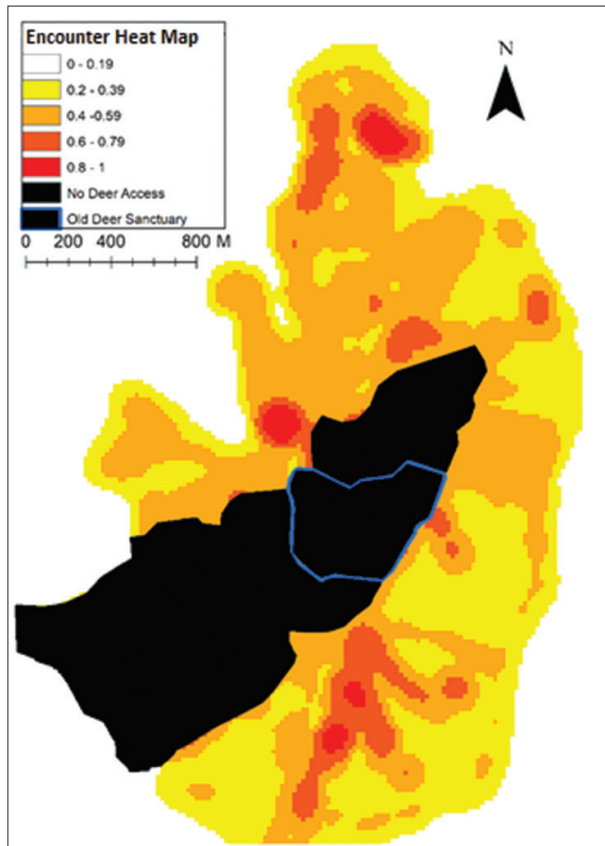 Encounter Heat Map
0 - 0.19
0.2 - 0.39
0.4 -0.59
0.6 - 0.79
0.8 - 1
No Deer Access
Old Deer Sanctuary
0 200 400 800 M
N